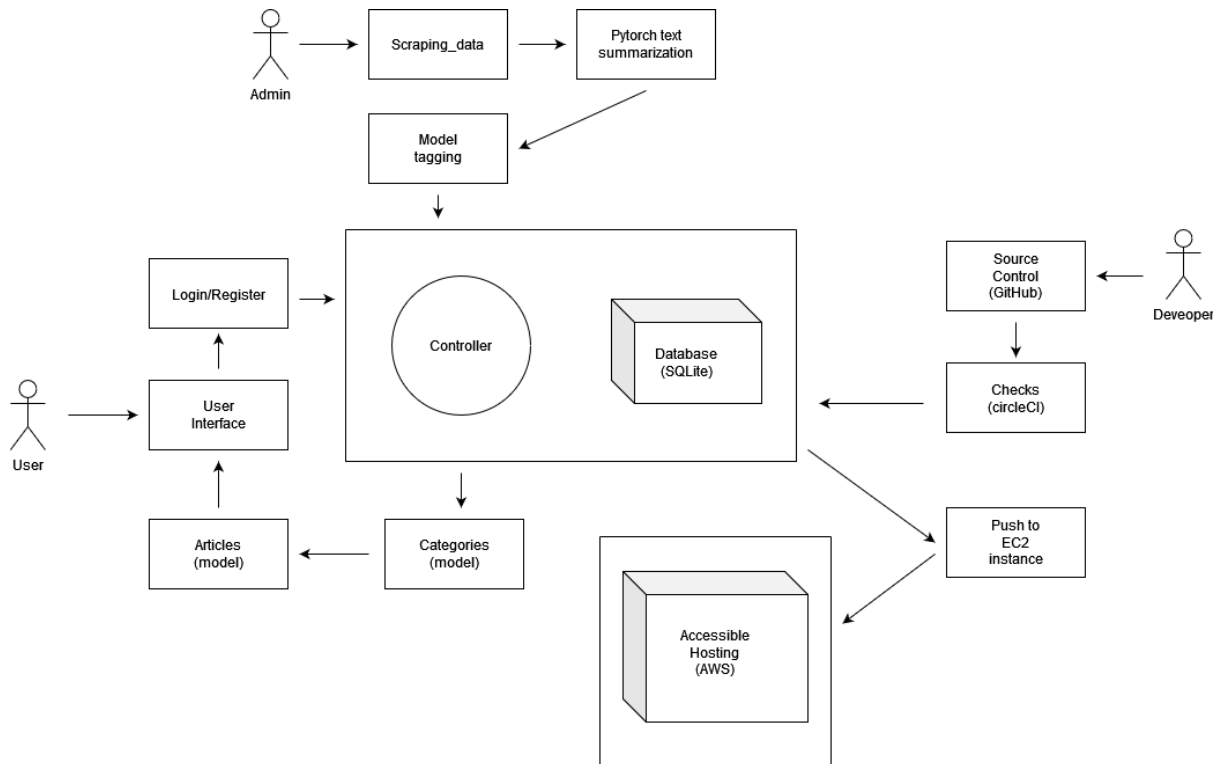 Admin
Scraping_data
Pytorch text
summarization
Model
tagging
Login/Register
Controller
Database
(SQLite)
Source
Control
(GitHub)
Deveoper
User
User
Interface
Checks
(circleCI)
Articles
(model)
Categories
(model)
Push to
EC2
instance
Accessible
Hosting
(AWS)